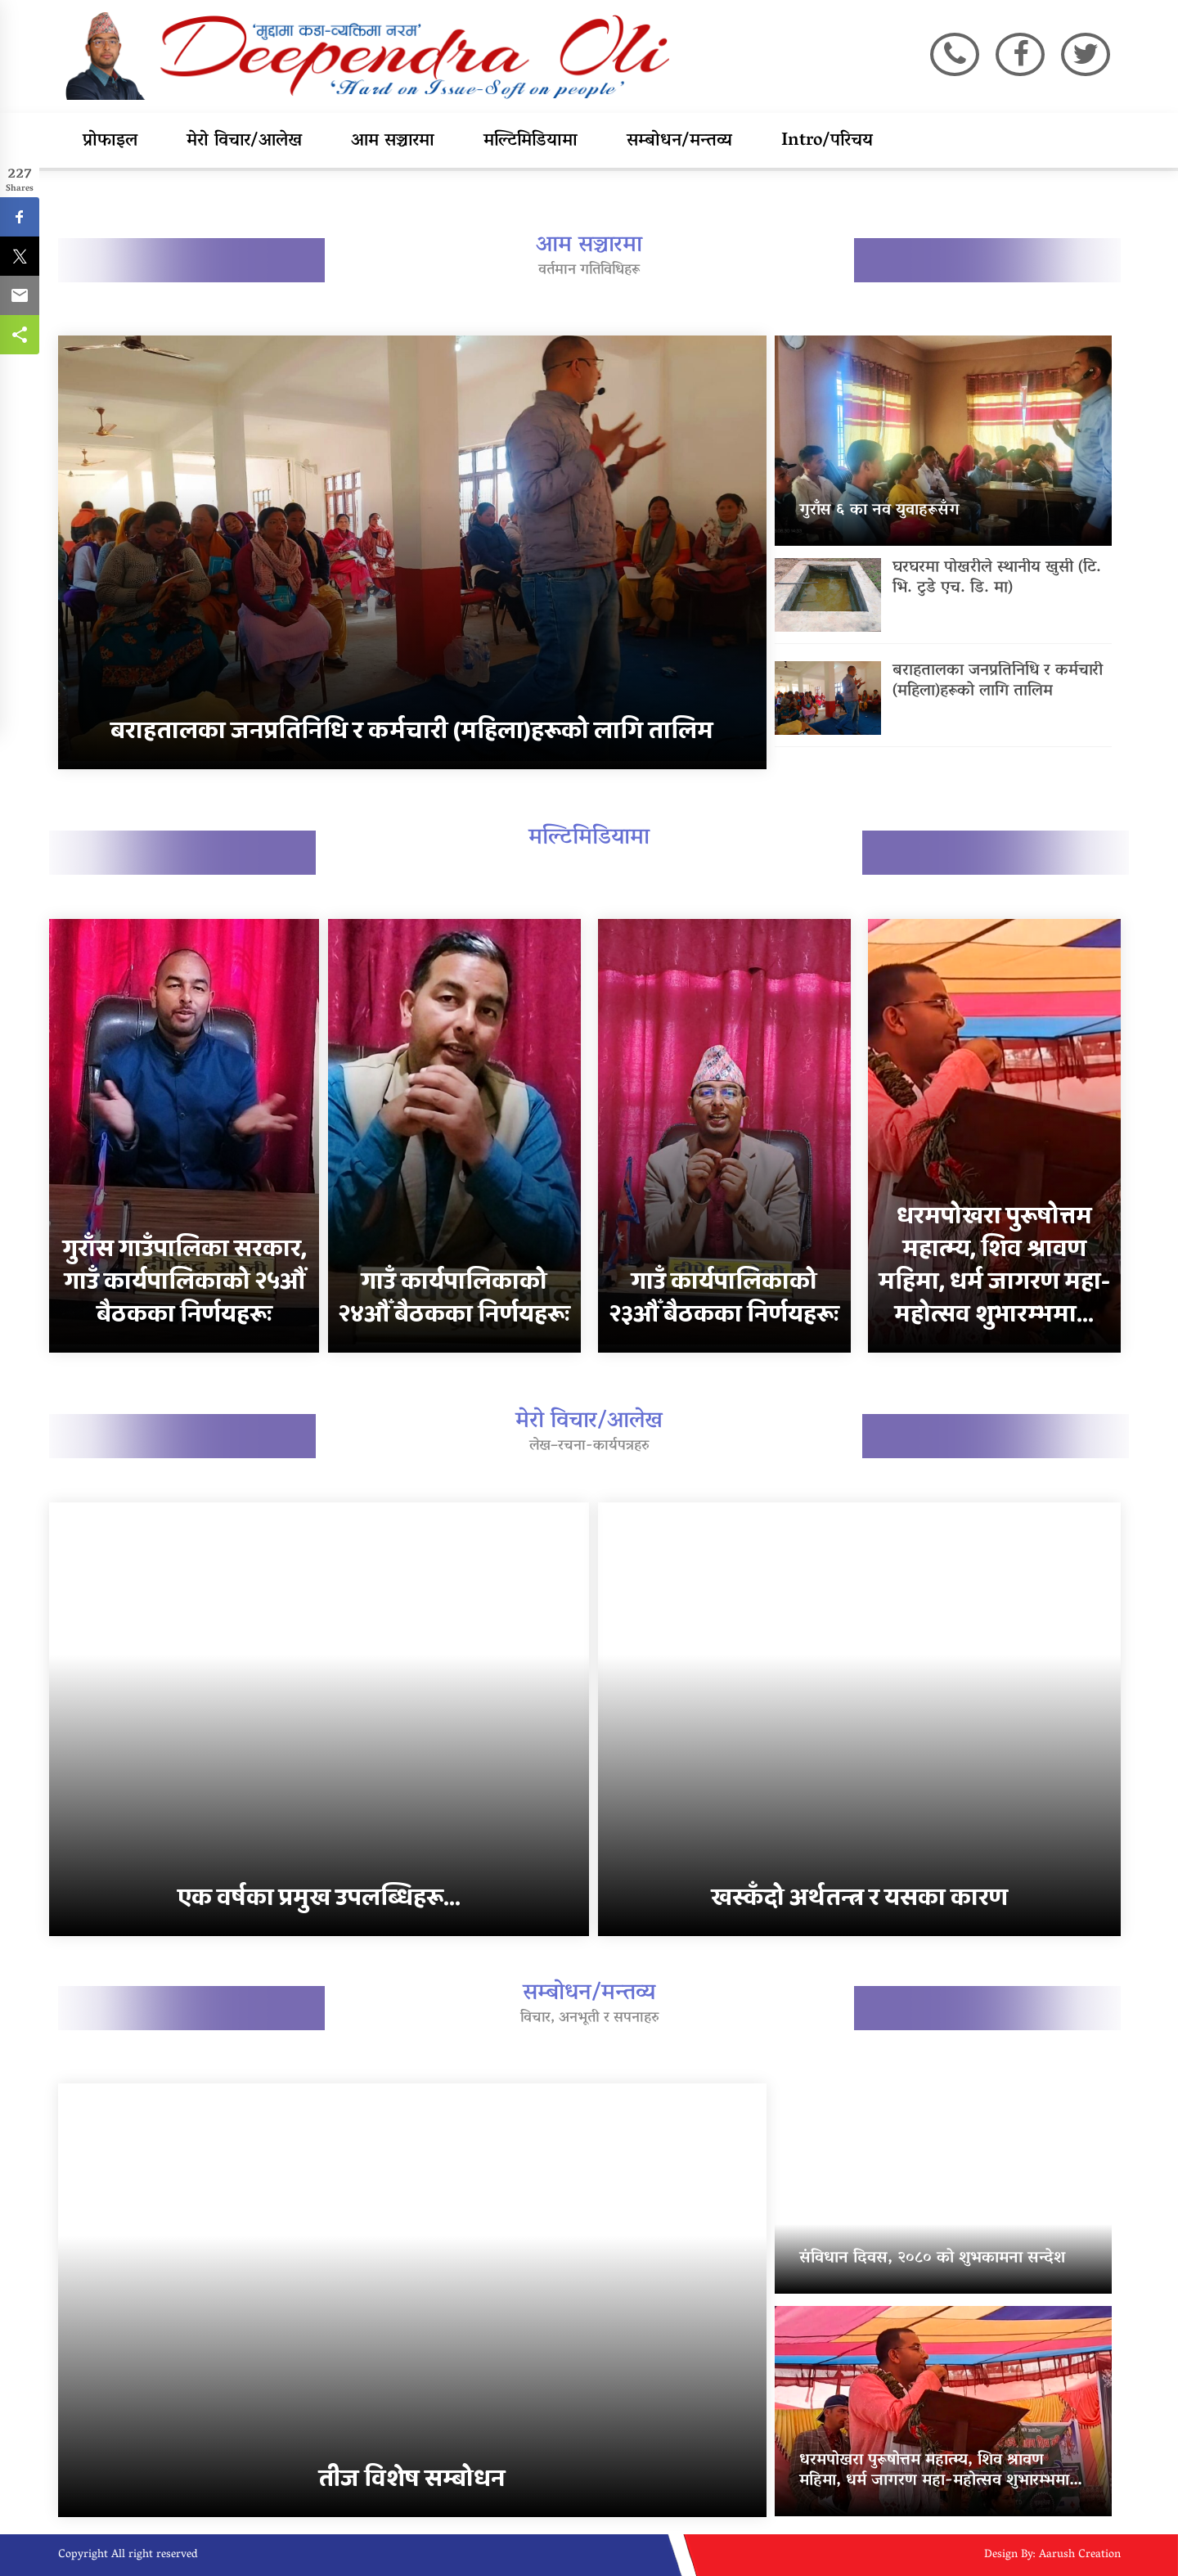 ‘मुद्दामा कडा-व्यक्तिमा नरम’
Deependra Oli
‘Hard on Issue-Soft on people’
प्रोफाइल
मेरो विचार/आलेख
आम सञ्चारमा
मल्टिमिडियामा
सम्बोधन/मन्तव्य
Intro/परिचय
227
Shares
आम सञ्चारमा
वर्तमान गतिविधिहरू
बराहतालका जनप्रतिनिधि र कर्मचारी (महिला)हरूको लागि तालिम
गुराँस ६ का नव युवाहरूसँग
घरघरमा पोखरीले स्थानीय खुसी (टि.
भि. टुडे एच. डि. मा)
बराहतालका जनप्रतिनिधि र कर्मचारी
(महिला)हरूको लागि तालिम
मल्टिमिडियामा
गुराँस गाउँपालिका सरकार,
गाउँ कार्यपालिकाको २५औं
बैठकका निर्णयहरूः
गाउँ कार्यपालिकाको
२४औँ बैठकका निर्णयहरूः
गाउँ कार्यपालिकाको
२३औँ बैठकका निर्णयहरूः
धरमपोखरा पुरूषोत्तम
महात्म्य, शिव श्रावण
महिमा, धर्म जागरण महा-
महोत्सव शुभारम्भमा...
मेरो विचार/आलेख
लेख–रचना-कार्यपत्रहरु
एक वर्षका प्रमुख उपलब्धिहरू...
खस्कँदो अर्थतन्त्र र यसका कारण
सम्बोधन/मन्तव्य
विचार, अनभूती र सपनाहरु
तीज विशेष सम्बोधन
संविधान दिवस, २०८० को शुभकामना सन्देश
धरमपोखरा पुरूषोत्तम महात्म्य, शिव श्रावण
महिमा, धर्म जागरण महा-महोत्सव शुभारम्भमा...
Copyright All right reserved
Design By: Aarush Creation